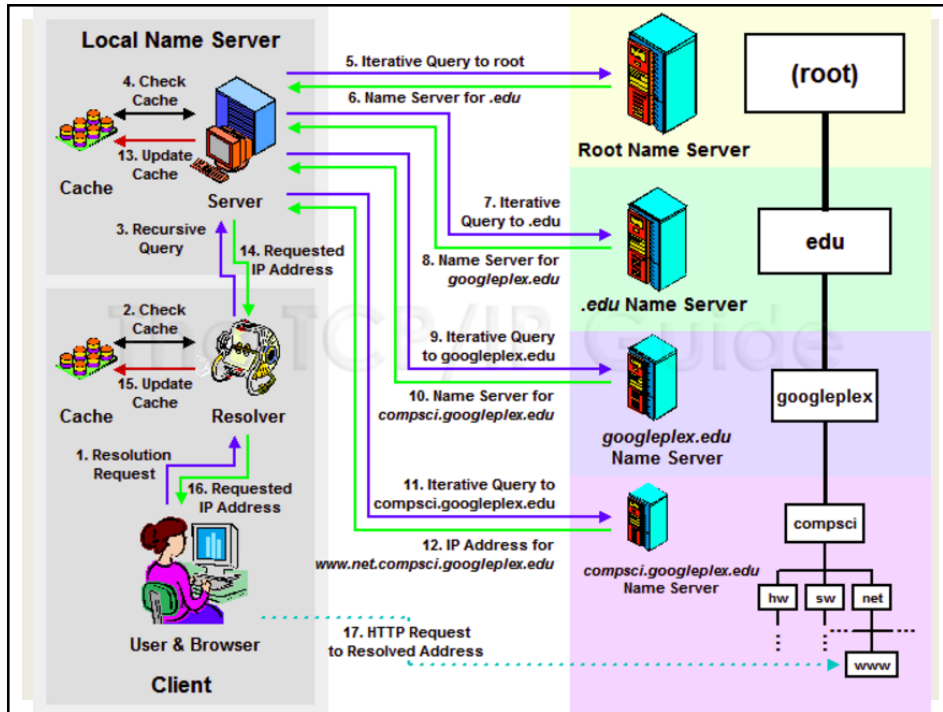 Local Name Server
4. Check
Cache
13. Update
Cache
Cache
Server
3. Recursive
Query
14. Requested
IP Address
5. Iterative Query to root
6. Name Server for .edu
7. Iterative
Query to .edu
8. Name Server for
googleplex.edu
9. Iterative Query
to googleplex.edu
10. Name Server for
compsci.googleplex.edu
11. Iterative Query to
compsci.googleplex.edu
12. IP Address for
www.net.compsci.googleplex.edu
Root Name Server
.edu Name Server
googleplex.edu
Name Server
compsci.googleplex.edu
Name Server
(root)
edu
googleplex
compsci
hw
sw
net
www
The TCP/IP Guide
2. Check
Cache
15. Update
Cache
Cache
Resolver
1. Resolution
Request
16. Requested
IP Address
User & Browser
Client
17. HTTP Request
to Resolved Address